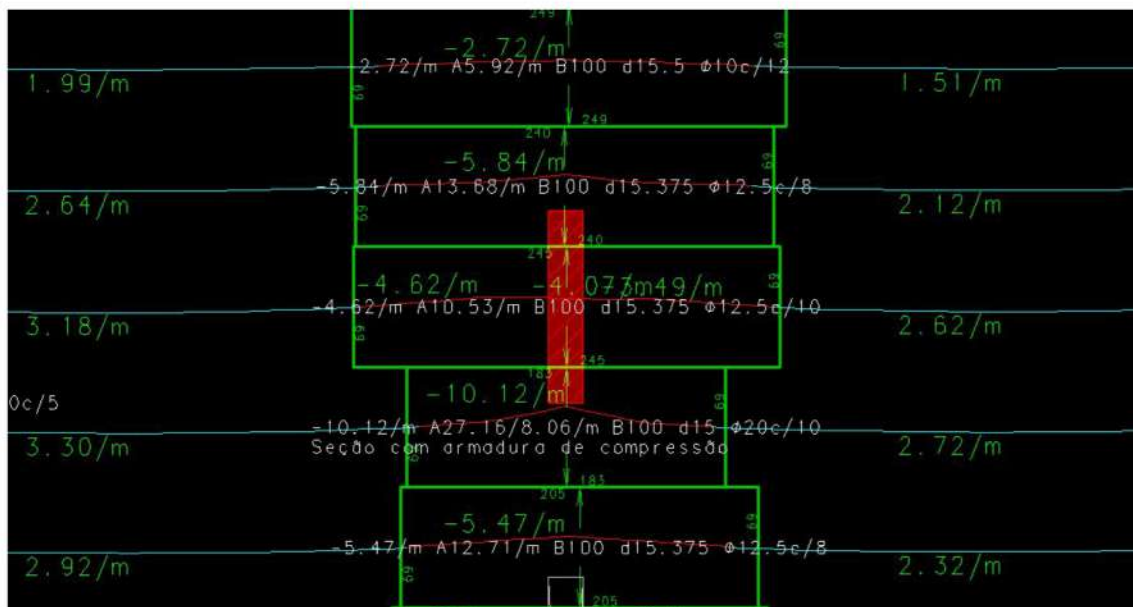 249
-2.72/m
69
-2.72/m A5.92/m B100 d15.5 φ10c/12
1.99/m
1.51/m
69
249
240
-5.84/m
69
-5.84/m A13.68/m B100 d15.375 φ12.5c/8
2.64/m
2.12/m
69
240
245
69
-4.62/m
-4.07/m
-4.62/m A10.53/m B100 d15.375 φ12.5c/10
3.18/m
2.62/m
69
245
183
-10.12/m
69
0c/5
-10.12/m A27.16/8.06/m B100 d15 φ20c/10
3.30/m
Seção com armadura de compressão
2.72/m
183
205
-5.47/m
69
-5.47/m A12.71/m B100 d15.375 φ12.5c/8
2.92/m
2.32/m
69
205